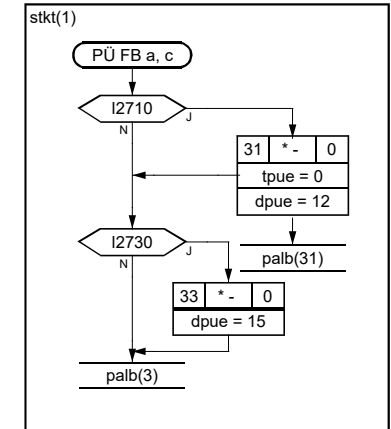 stkt(1)
PÜ FB a, c
I2710
N
J
31 * - 0
tpue = 0
dpue = 12
palb(31)
I2730
N
J
33 * - 0
dpue = 15
palb(3)